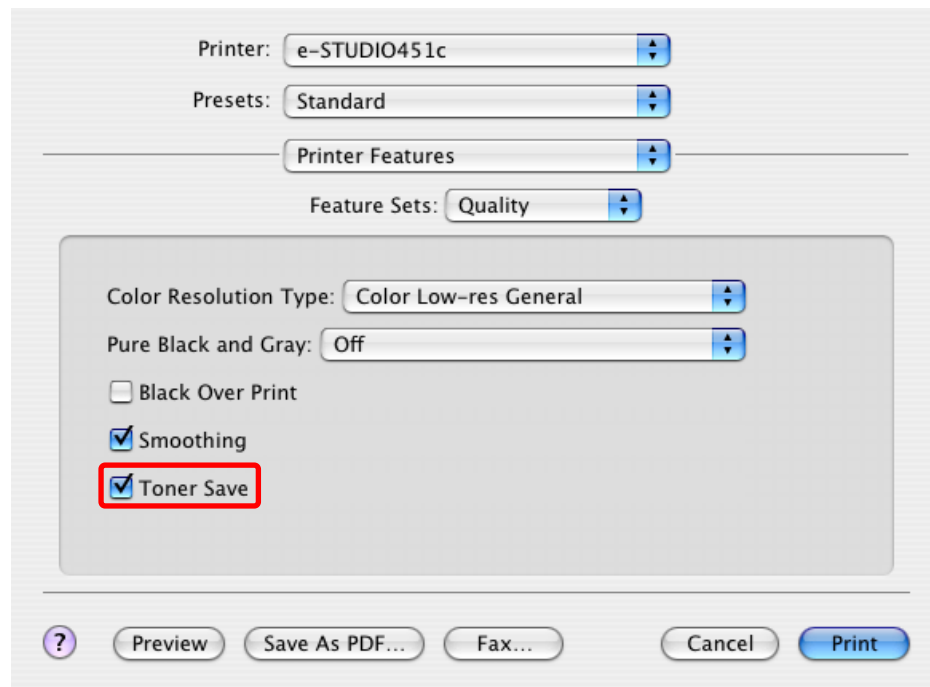 Printer: e-STUDIO451c
Presets: Standard
Printer Features
Feature Sets: Quality
Color Resolution Type: Color Low-res General
Pure Black and Gray: Off
Black Over Print
Smoothing
Toner Save
? Preview Save As PDF... Fax... Cancel Print